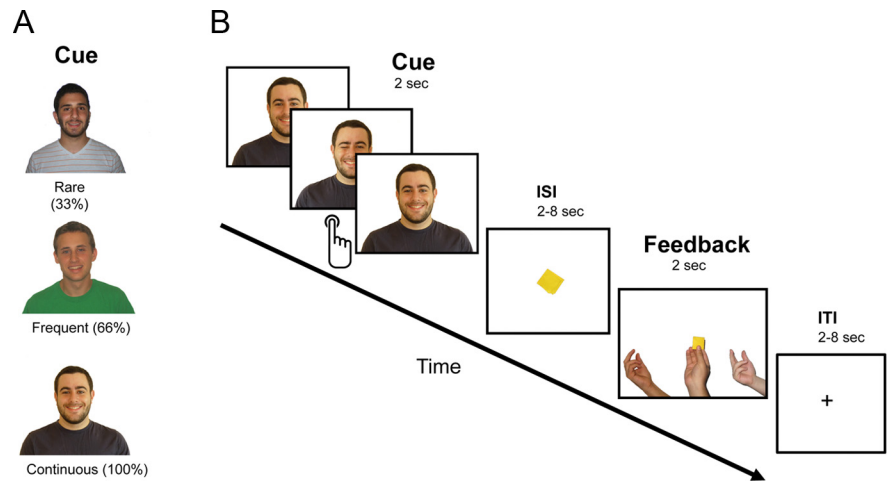 A
B
Cue
Rare
(33%)
Frequent (66%)
Continuous (100%)
Cue
2 sec
ISI
2-8 sec
Feedback
2 sec
ITI
2-8 sec
+
Time